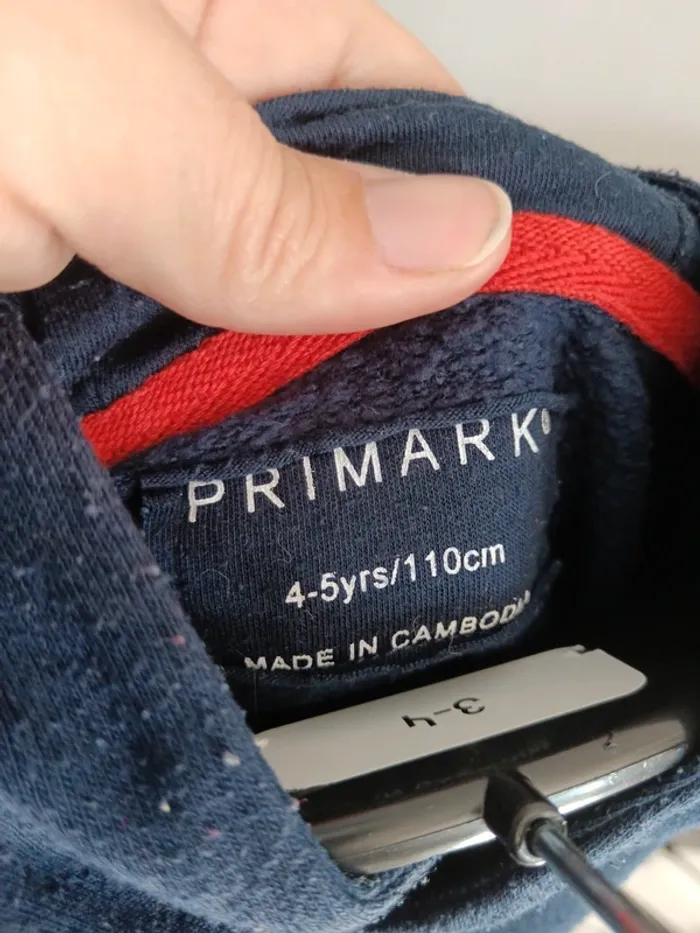 PRIMARK®
4-5yrs/110cm
MADE IN CAMBODIA
3-4